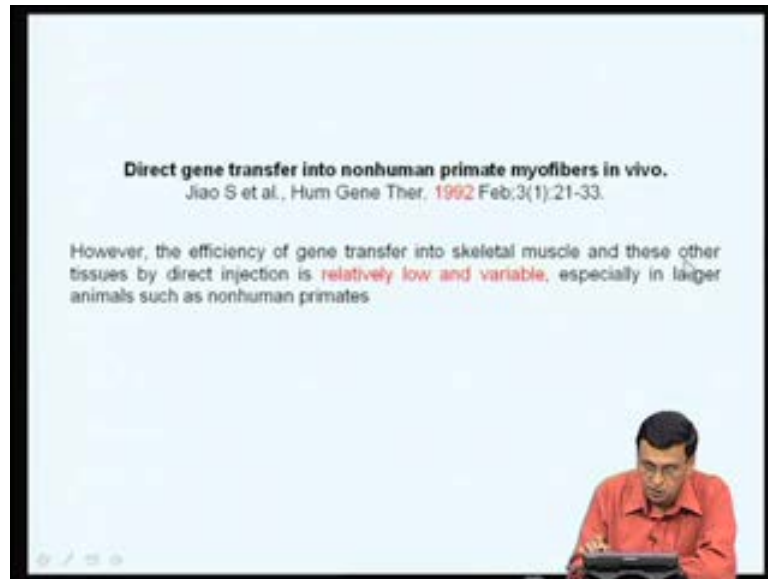 Direct gene transfer into nonhuman primate myofibers in vivo.
Jiao S et al., Hum Gene Ther. 1992 Feb;3(1):21-33.
However, the efficiency of gene transfer into skeletal muscle and these other
tissues by direct injection is relatively low and variable, especially in larger
animals such as nonhuman primates